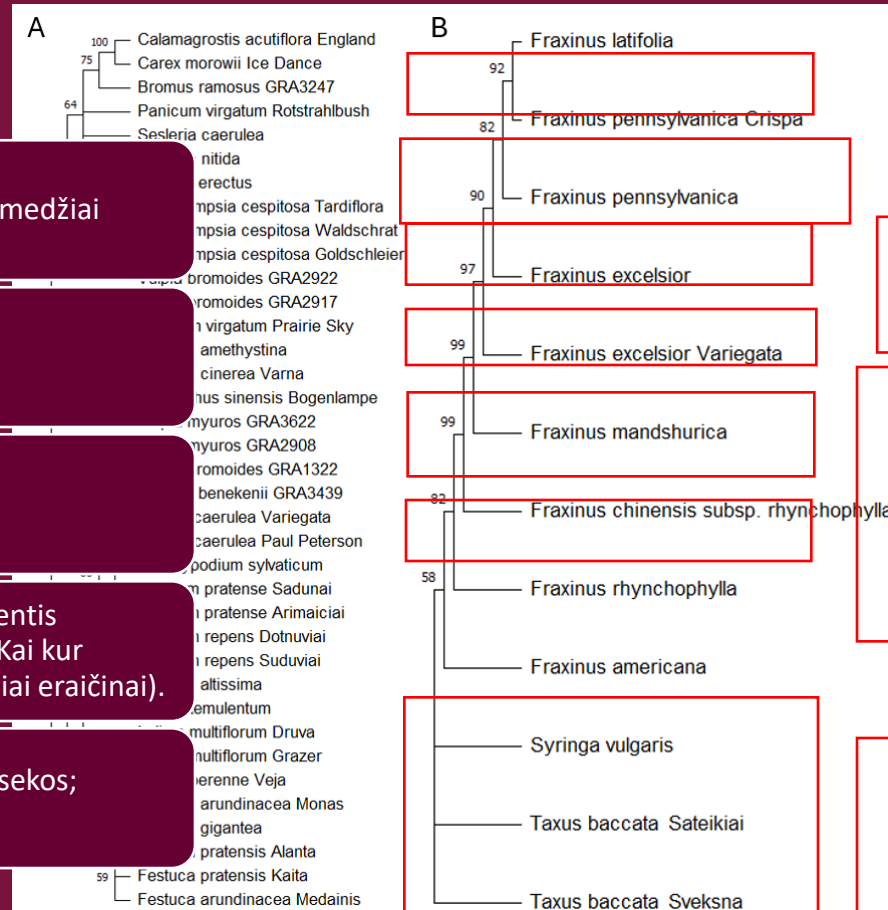 A
100
Calamagrostis acutiflora England
75
Carex morowii Ice Dance
Bromus ramosus GRA3247
64
Panicum virgatum Rotstrahlbush
Sesleria caerulea
nitida
erectus
mpsia cespitosa Tardiflora
mpsia cespitosa Waldschrat
mpsia cespitosa Goldschleier
bromoides GRA2922
romoides GRA2917
virgatum Prairie Sky
amethystina
cinerea Varna
hus sinensis Bogenlampe
myuros GRA3622
myuros GRA2908
romoides GRA1322
benekenii GRA3439
caerulea Variegata
caerulea Paul Peterson
podium sylvaticum
pratense Sadunai
pratense Arimaiciai
repens Dotnuviai
repens Suduviai
altissima
temulentum
multiflorum Druva
multiflorum Grazer
perenne Veja
arundinacea Monas
gigantea
pratensis Alanta
59
Festuca pratensis Kaita
Festuca arundinacea Medainis
medžiai
entis
Kai kur
iai eraičinai).
sekos;
B
Fraxinus latifolia
92
Fraxinus pennsylvanica Crispa
82
Fraxinus pennsylvanica
90
Fraxinus excelsior
97
Fraxinus excelsior Variegata
99
Fraxinus mandshurica
99
Fraxinus chinensis subsp. rhynchophylla
82
Fraxinus rhynchophylla
58
Fraxinus americana
Syringa vulgaris
Taxus baccata Sateikiai
Taxus baccata Sveksna